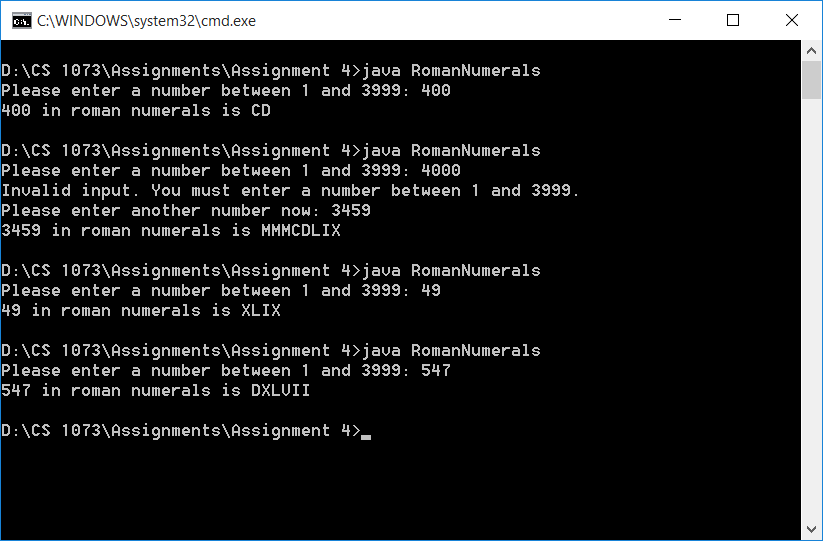 C:\WINDOWS\system32\cmd.exe
D:\CS 1073\Assignments\Assignment 4>java RomanNumerals
Please enter a number between 1 and 3999: 400
400 in roman numerals is CD
D:\CS 1073\Assignments\Assignment 4>java RomanNumerals
Please enter a number between 1 and 3999: 4000
Invalid input. You must enter a number between 1 and 3999.
Please enter another number now: 3459
3459 in roman numerals is MMMCDLIX
D:\CS 1073\Assignments\Assignment 4>java RomanNumerals
Please enter a number between 1 and 3999: 49
49 in roman numerals is XLIX
D:\CS 1073\Assignments\Assignment 4>java RomanNumerals
Please enter a number between 1 and 3999: 547
547 in roman numerals is DXLVII
D:\CS 1073\Assignments\Assignment 4>